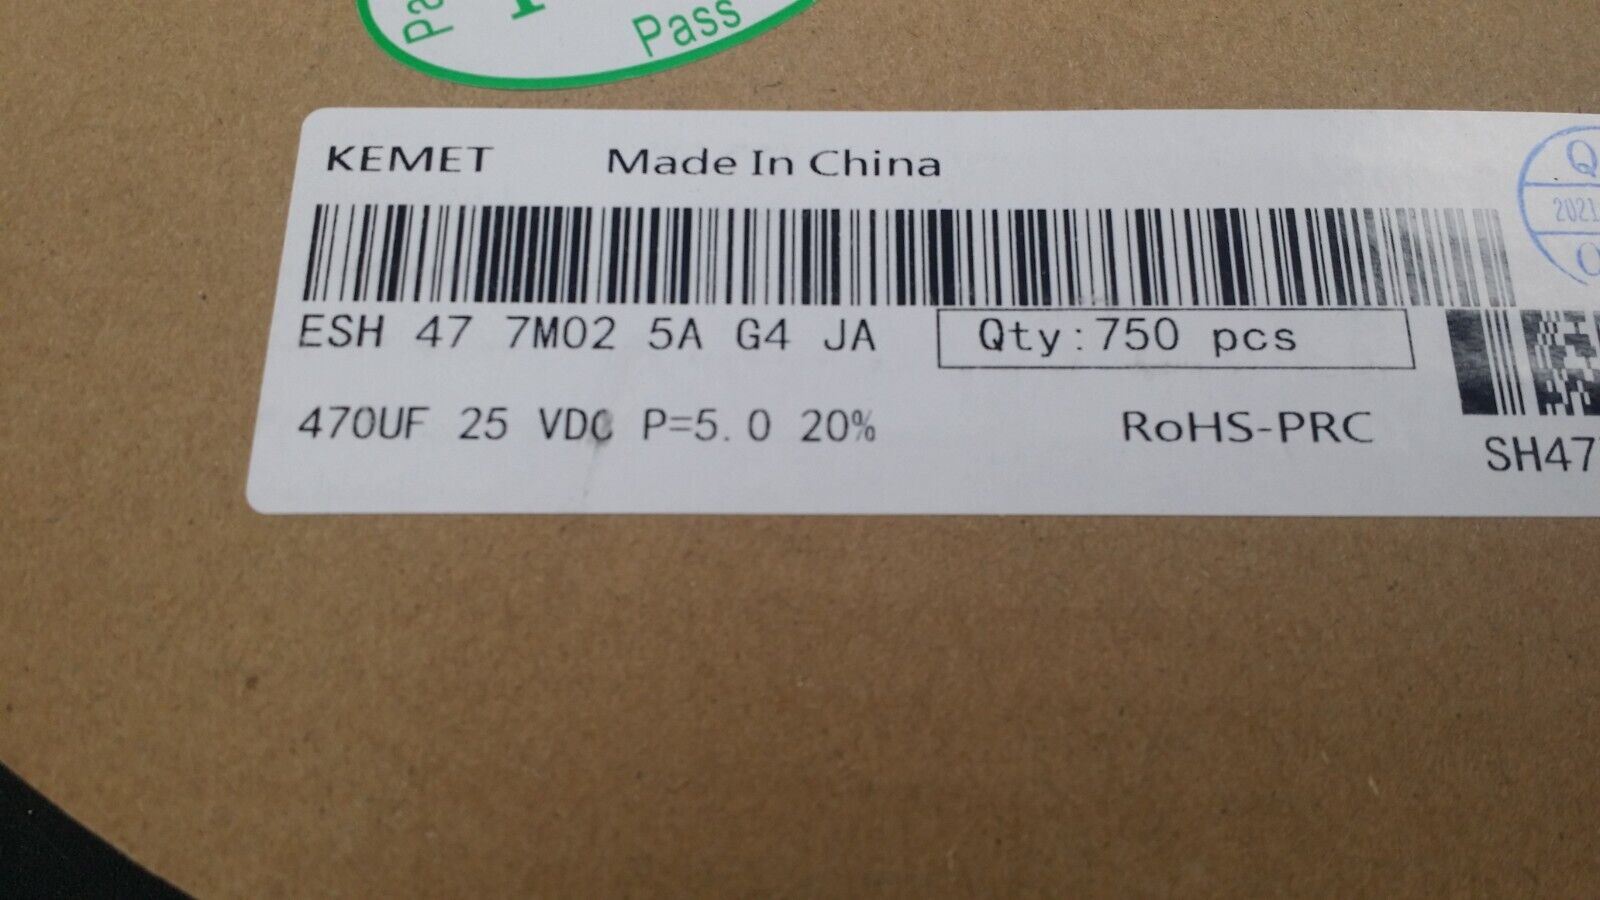 Pass
KEMET Made In China
2021
ESH 47 7M02 5A G4 JA Qty:750 pcs
470UF 25 VDC P=5.0 20% RoHS-PRC
SH47